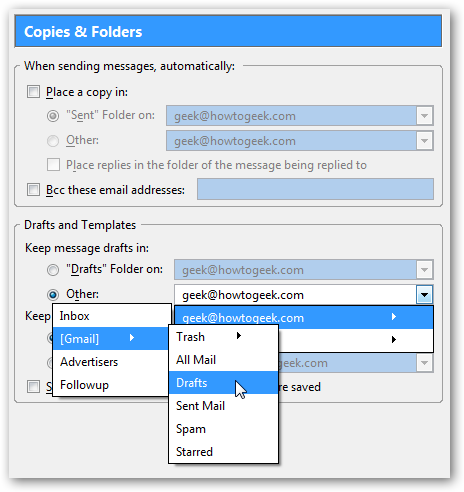 Copies & Folders
When sending messages, automatically:
Place a copy in:
"Sent" Folder on: geek@howtogeek.com
Other: geek@howtogeek.com
Place replies in the folder of the message being replied to
Bcc these email addresses:
Drafts and Templates
Keep message drafts in:
"Drafts" Folder on: geek@howtogeek.com
Other: geek@howtogeek.com
Inbox geek@howtogeek.com
Keep
[Gmail] Trash
Advertisers All Mail @howtogeek.com
Followup Drafts
S re saved
Sent Mail
Spam
Starred